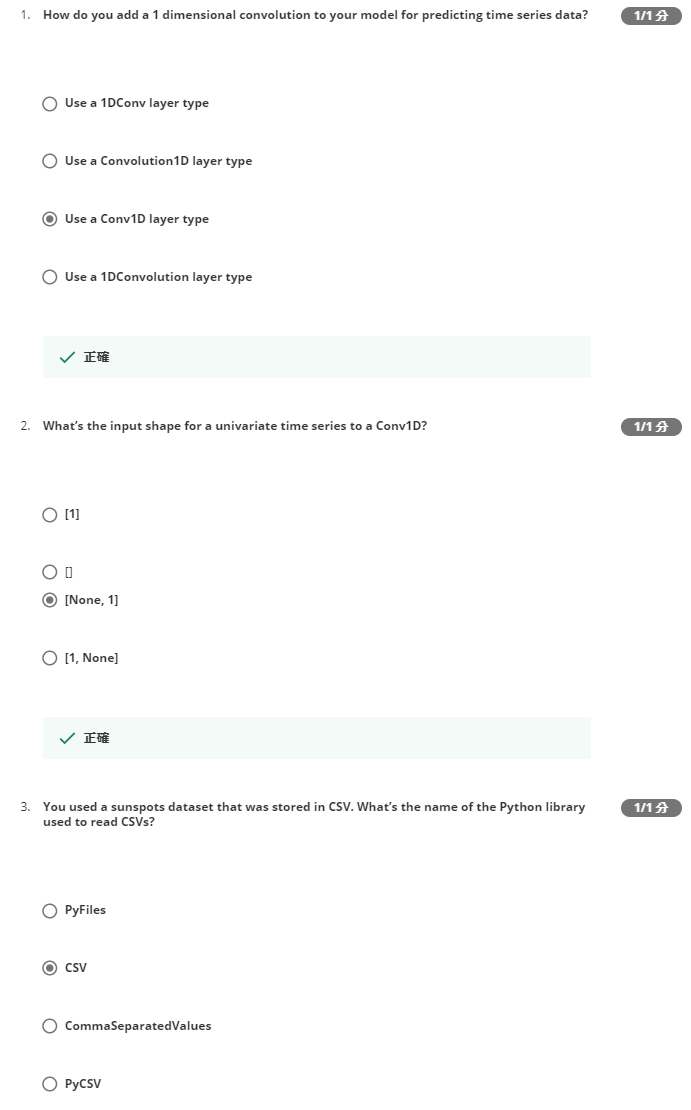 1. How do you add a 1 dimensional convolution to your model for predicting time series data?
1/1 分
Use a 1DConv layer type
Use a Convolution1D layer type
Use a Conv1D layer type
Use a 1DConvolution layer type
正確
2. What’s the input shape for a univariate time series to a Conv1D?
1/1 分
[1]
[]
[None, 1]
[1, None]
正確
3. You used a sunspots dataset that was stored in CSV. What’s the name of the Python library
used to read CSVs?
1/1 分
PyFiles
CSV
CommaSeparatedValues
PyCSV